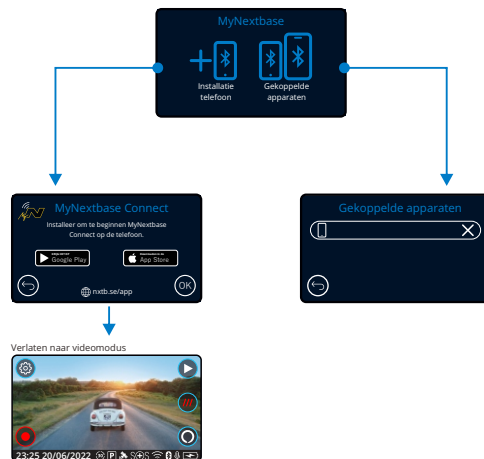 MyNextbase
Installatie
telefoon
Gekoppelde
apparaten
MyNextbase Connect
Installeer om te beginnen MyNextbase
Connect op de telefoon.
Google Play
App Store
OK
nxtb.se/app
Gekoppelde apparaten
Verlaten naar videomodus
23:25 20/06/2022 P SOS